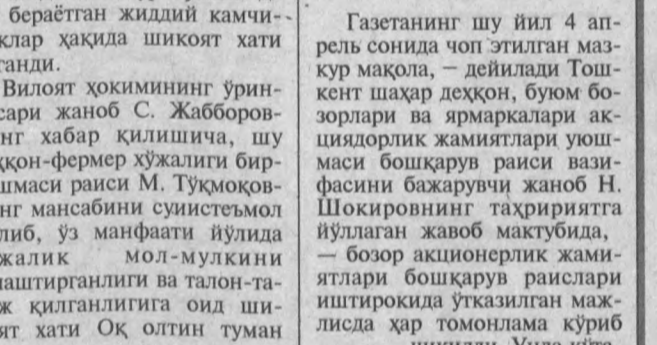 бераётган жиддий камчи-
клар ҳақида шикоят хати
ганди.
Вилоят ҳокимининг ўрин-
сари жаноб С. Жабборов-
нг хабар қилишича, шу
ҳқон-фермер хўжалиги бир-
шмаси раиси М. Тўқмоқов-
нг мансабини суиистеъмол
либ, ўз манфаати йўлида
жалик мол-мулкини
лаштирганлиги ва талон-та-
ж қилганлигига оид ши-
ят хати Оқ олтин туман
Газетанинг шу йил 4 ап-
рель сонида чоп этилган маз-
кур мақола, — дейилади Тош-
кент шаҳар деҳқон, буюм бо-
зорлари ва ярмаркалари ак-
циядорлик жамиятлари уюш-
маси бошқарув раиси вази-
фасини бажарувчи жаноб Н.
Шокировнинг таҳририятга
йўллаган жавоб мактубида,
— бозор акционерлик жами-
ятлари бошқарув раислари
иштирокида ўтказилган маж-
лисда ҳар томонлама кўриб